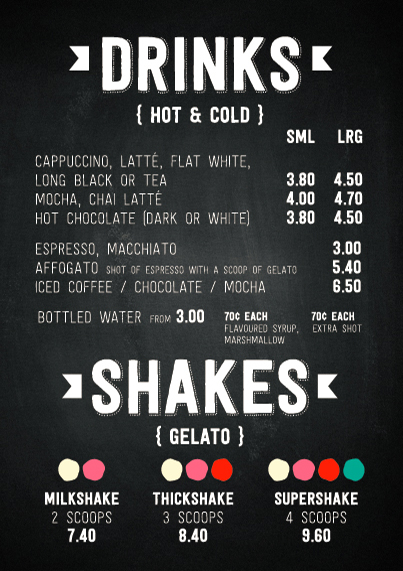 DRINKS
{ HOT & COLD }
SML LRG
CAPPUCCINO, LATTÉ, FLAT WHITE,
LONG BLACK OR TEA 3.80 4.50
MOCHA, CHAI LATTÉ 4.00 4.70
HOT CHOCOLATE (DARK OR WHITE) 3.80 4.50
ESPRESSO, MACCHIATO 3.00
AFFOGATO SHOT OF ESPRESSO WITH A SCOOP OF GELATO 5.40
ICED COFFEE / CHOCOLATE / MOCHA 6.50
BOTTLED WATER FROM 3.00
70¢ EACH
FLAVOURED SYRUP,
MARSHMALLOW
70¢ EACH
EXTRA SHOT
SHAKES
{ GELATO }
MILKSHAKE
2 SCOOPS
7.40
THICKSHAKE
3 SCOOPS
8.40
SUPERSHAKE
4 SCOOPS
9.60